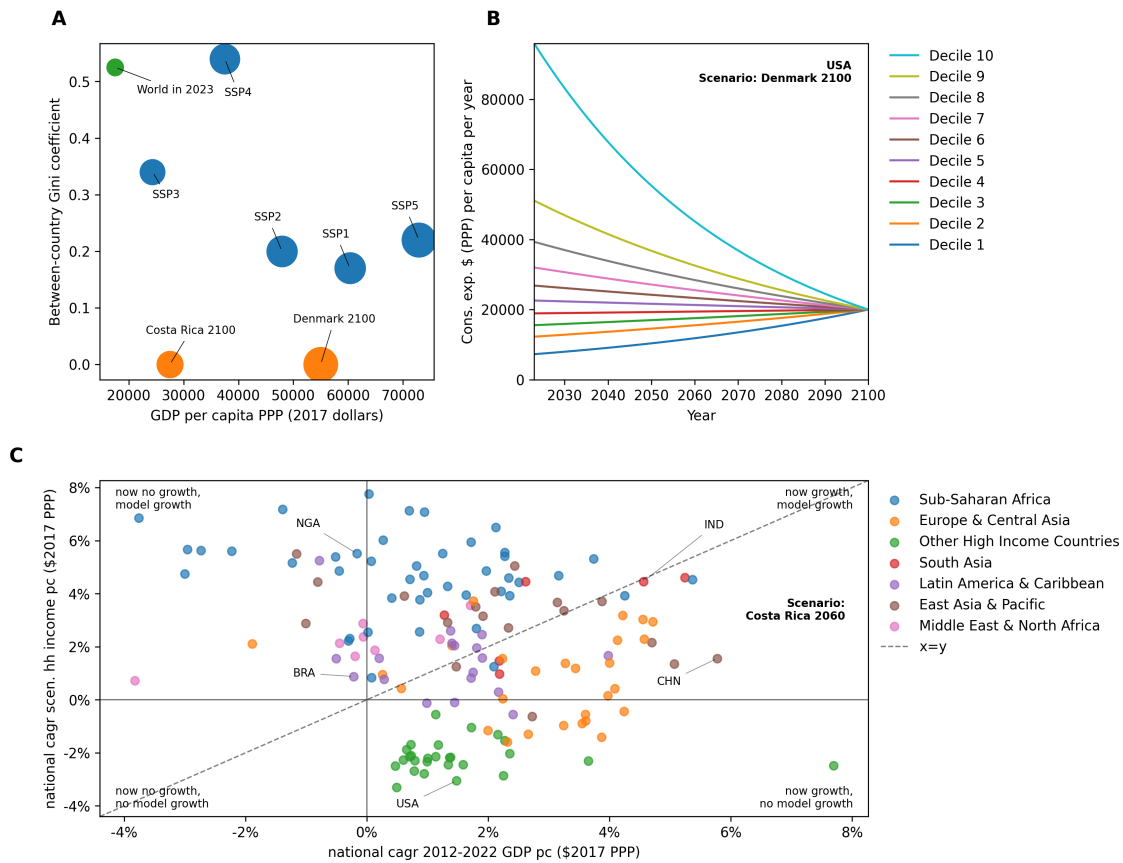 A
Between-country Gini coefficient
0.5
0.4
0.3
0.2
0.1
0.0
World in 2023
SSP4
SSP3
SSP2
SSP1
SSP5
Costa Rica 2100
Denmark 2100
20000 30000 40000 50000 60000 70000
GDP per capita PPP (2017 dollars)
B
Cons. exp. $ (PPP) per capita per year
80000
60000
40000
20000
0
USA
Scenario: Denmark 2100
2030 2040 2050 2060 2070 2080 2090 2100
Year
Decile 10
Decile 9
Decile 8
Decile 7
Decile 6
Decile 5
Decile 4
Decile 3
Decile 2
Decile 1
C
national cagr scen. hh income pc ($2017 PPP)
8%
6%
4%
2%
0%
-2%
-4%
now no growth,
model growth
now growth,
model growth
NGA
IND
Scenario:
Costa Rica 2060
BRA
CHN
USA
now no growth,
no model growth
now growth,
no model growth
-4% -2% 0% 2% 4% 6% 8%
national cagr 2012-2022 GDP pc ($2017 PPP)
Sub-Saharan Africa
Europe & Central Asia
Other High Income Countries
South Asia
Latin America & Caribbean
East Asia & Pacific
Middle East & North Africa
x=y